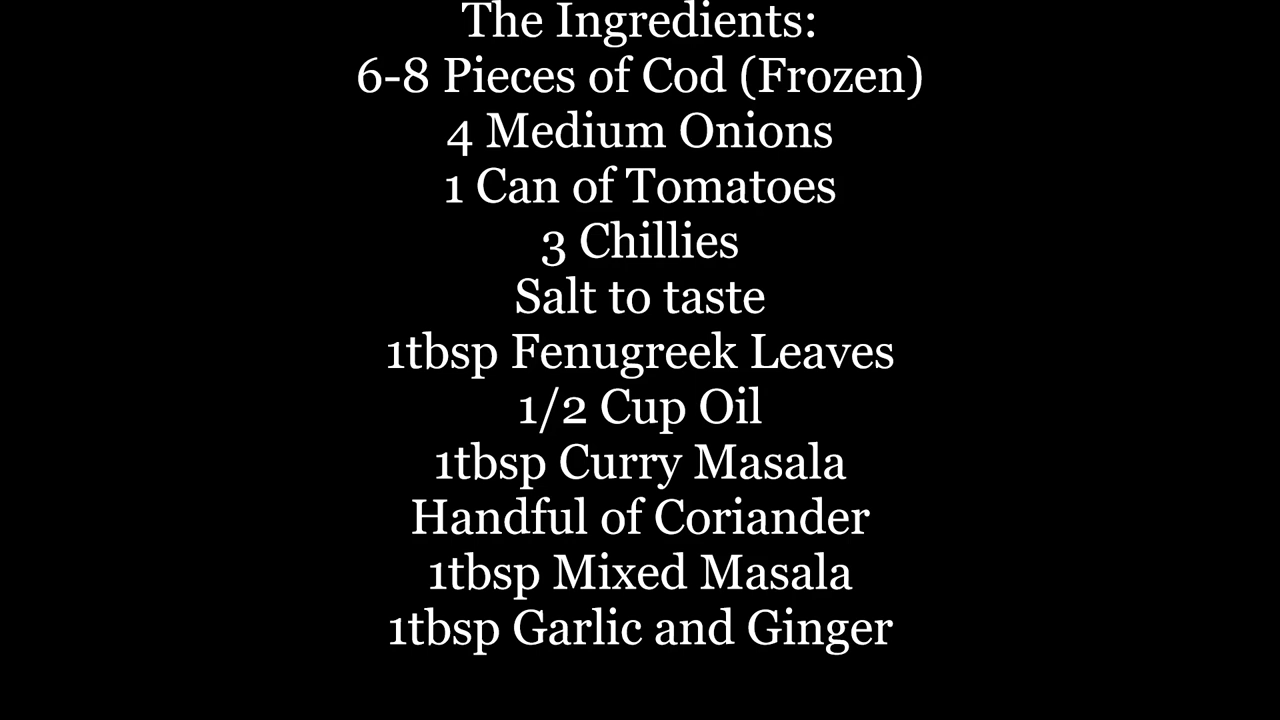 The Ingredients:
6-8 Pieces of Cod (Frozen)
4 Medium Onions
1 Can of Tomatoes
3 Chillies
Salt to taste
1tbsp Fenugreek Leaves
1/2 Cup Oil
1tbsp Curry Masala
Handful of Coriander
1tbsp Mixed Masala
1tbsp Garlic and Ginger